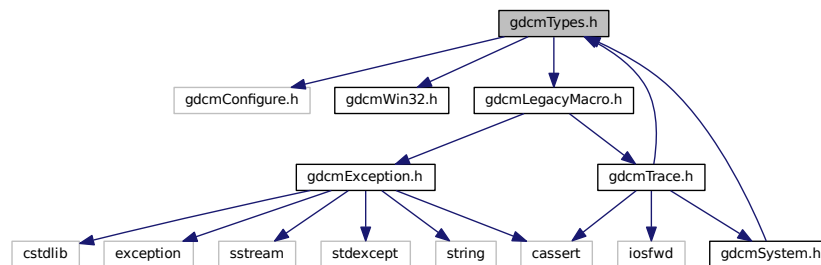 gdcmTypes.h
gdcmConfigure.h
gdcmWin32.h
gdcmLegacyMacro.h
gdcmException.h
gdcmTrace.h
cstdlib
exception
sstream
stdexcept
string
cassert
iosfwd
gdcmSystem.h